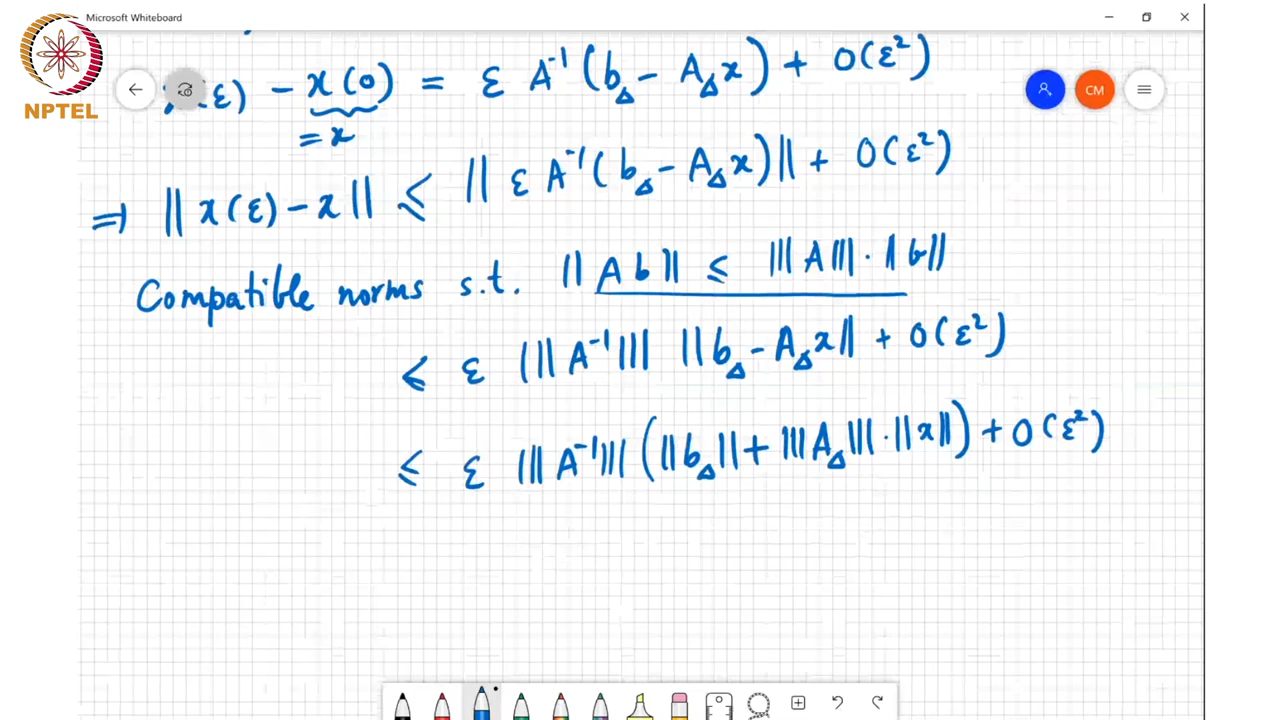 Microsoft Whiteboard
NPTEL
CM
(ε) - x(0) = ε A⁻¹ (b_Δ - A_Δ x) + O(ε²)
= x
⇒ ||x(ε) - x|| ≤ ||ε A⁻¹ (b_Δ - A_Δ x)|| + O(ε²)
Compatible norms s.t. ||A b|| ≤ |||A||| · ||b||
≤ ε |||A⁻¹||| ||b_Δ - A_Δ x|| + O(ε²)
≤ ε |||A⁻¹||| (||b_Δ|| + |||A_Δ||| · ||x||) + O(ε²)